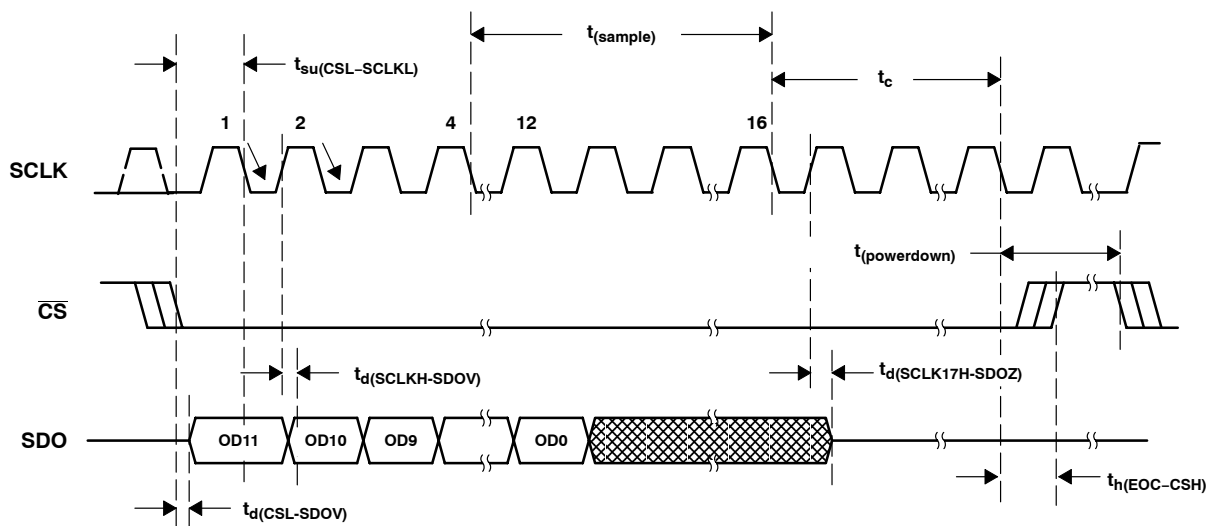 t(sample)
tsu(CSL−SCLKL)
tc
1 2 4 12 16
SCLK
t(powerdown)
CS
td(SCLKH-SDOV)
td(SCLK17H-SDOZ)
SDO
OD11 OD10 OD9 OD0
th(EOC−CSH)
td(CSL-SDOV)